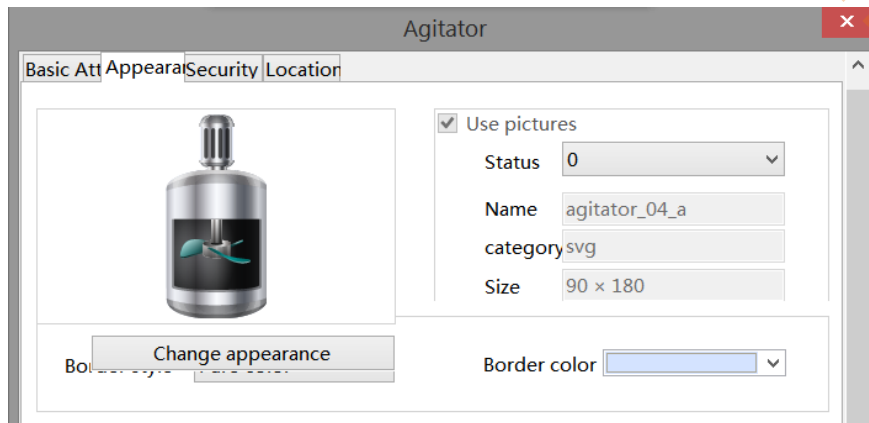 Agitator
Basic Att Appearar Security Location
Use pictures
Status 0
Name agitator_04_a
category svg
Size 90 × 180
Change appearance
Border color